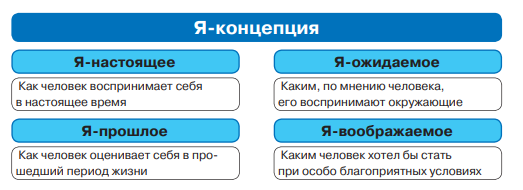 Я-концепция
Я-настоящее
Как человек воспринимает себя
в настоящее время
Я-ожидаемое
Каким, по мнению человека,
его воспринимают окружающие
Я-прошлое
Как человек оценивает себя в про-
шедший период жизни
Я-воображаемое
Каким человек хотел бы стать
при особо благоприятных условиях